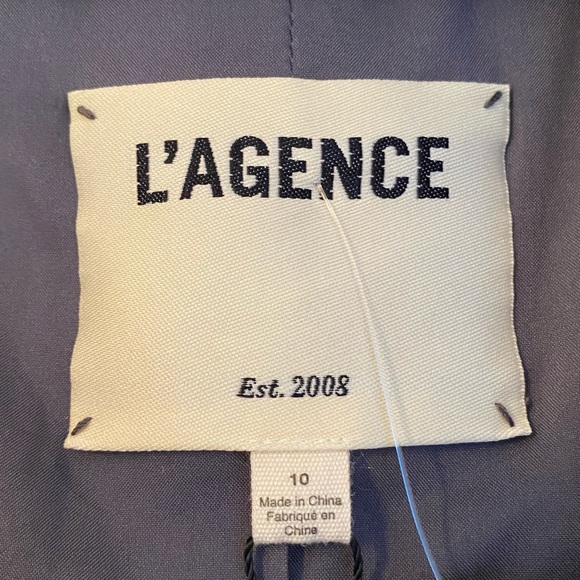 L'AGENCE
Est. 2008
10
Made in China
Fabriqué en
Chine